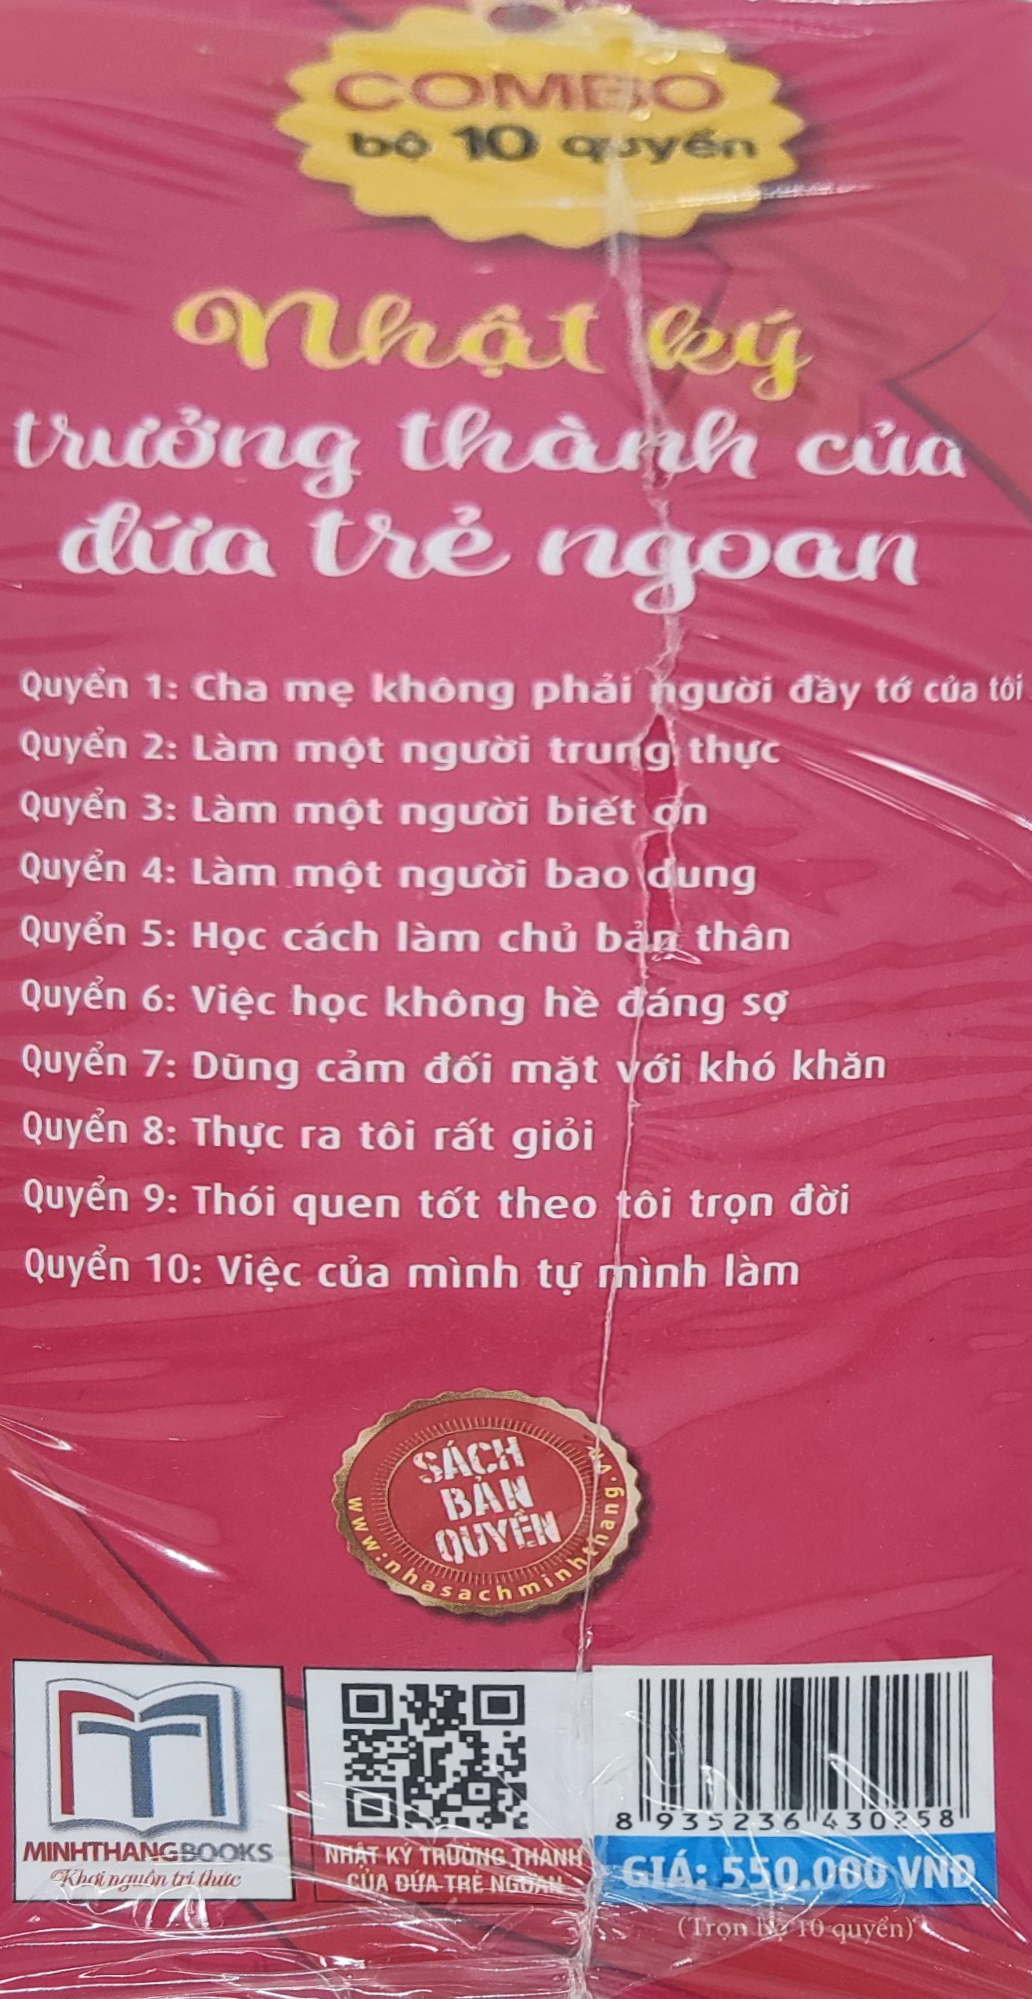 COMBO
bộ 10 quyển
Nhật ký
trưởng thành của
đứa trẻ ngoan
Quyển 1: Cha mẹ không phải người đầy tớ của tôi
Quyển 2: Làm một người trung thực
Quyển 3: Làm một người biết ơn
Quyển 4: Làm một người bao dung
Quyển 5: Học cách làm chủ bản thân
Quyển 6: Việc học không hề đáng sợ
Quyển 7: Dũng cảm đối mặt với khó khăn
Quyển 8: Thực ra tôi rất giỏi
Quyển 9: Thói quen tốt theo tôi trọn đời
Quyển 10: Việc của mình tự mình làm
SÁCH
BẢN
QUYỀN
www.nhasachminhthang.vn
MINHTHANGBOOKS
Khơi nguồn tri thức
NHẬT KÝ TRƯỞNG THÀNH
CỦA ĐỨA TRẺ NGOAN
8 935236 430258
GIÁ: 550.000 VNĐ
(Trọn bộ 10 quyển)